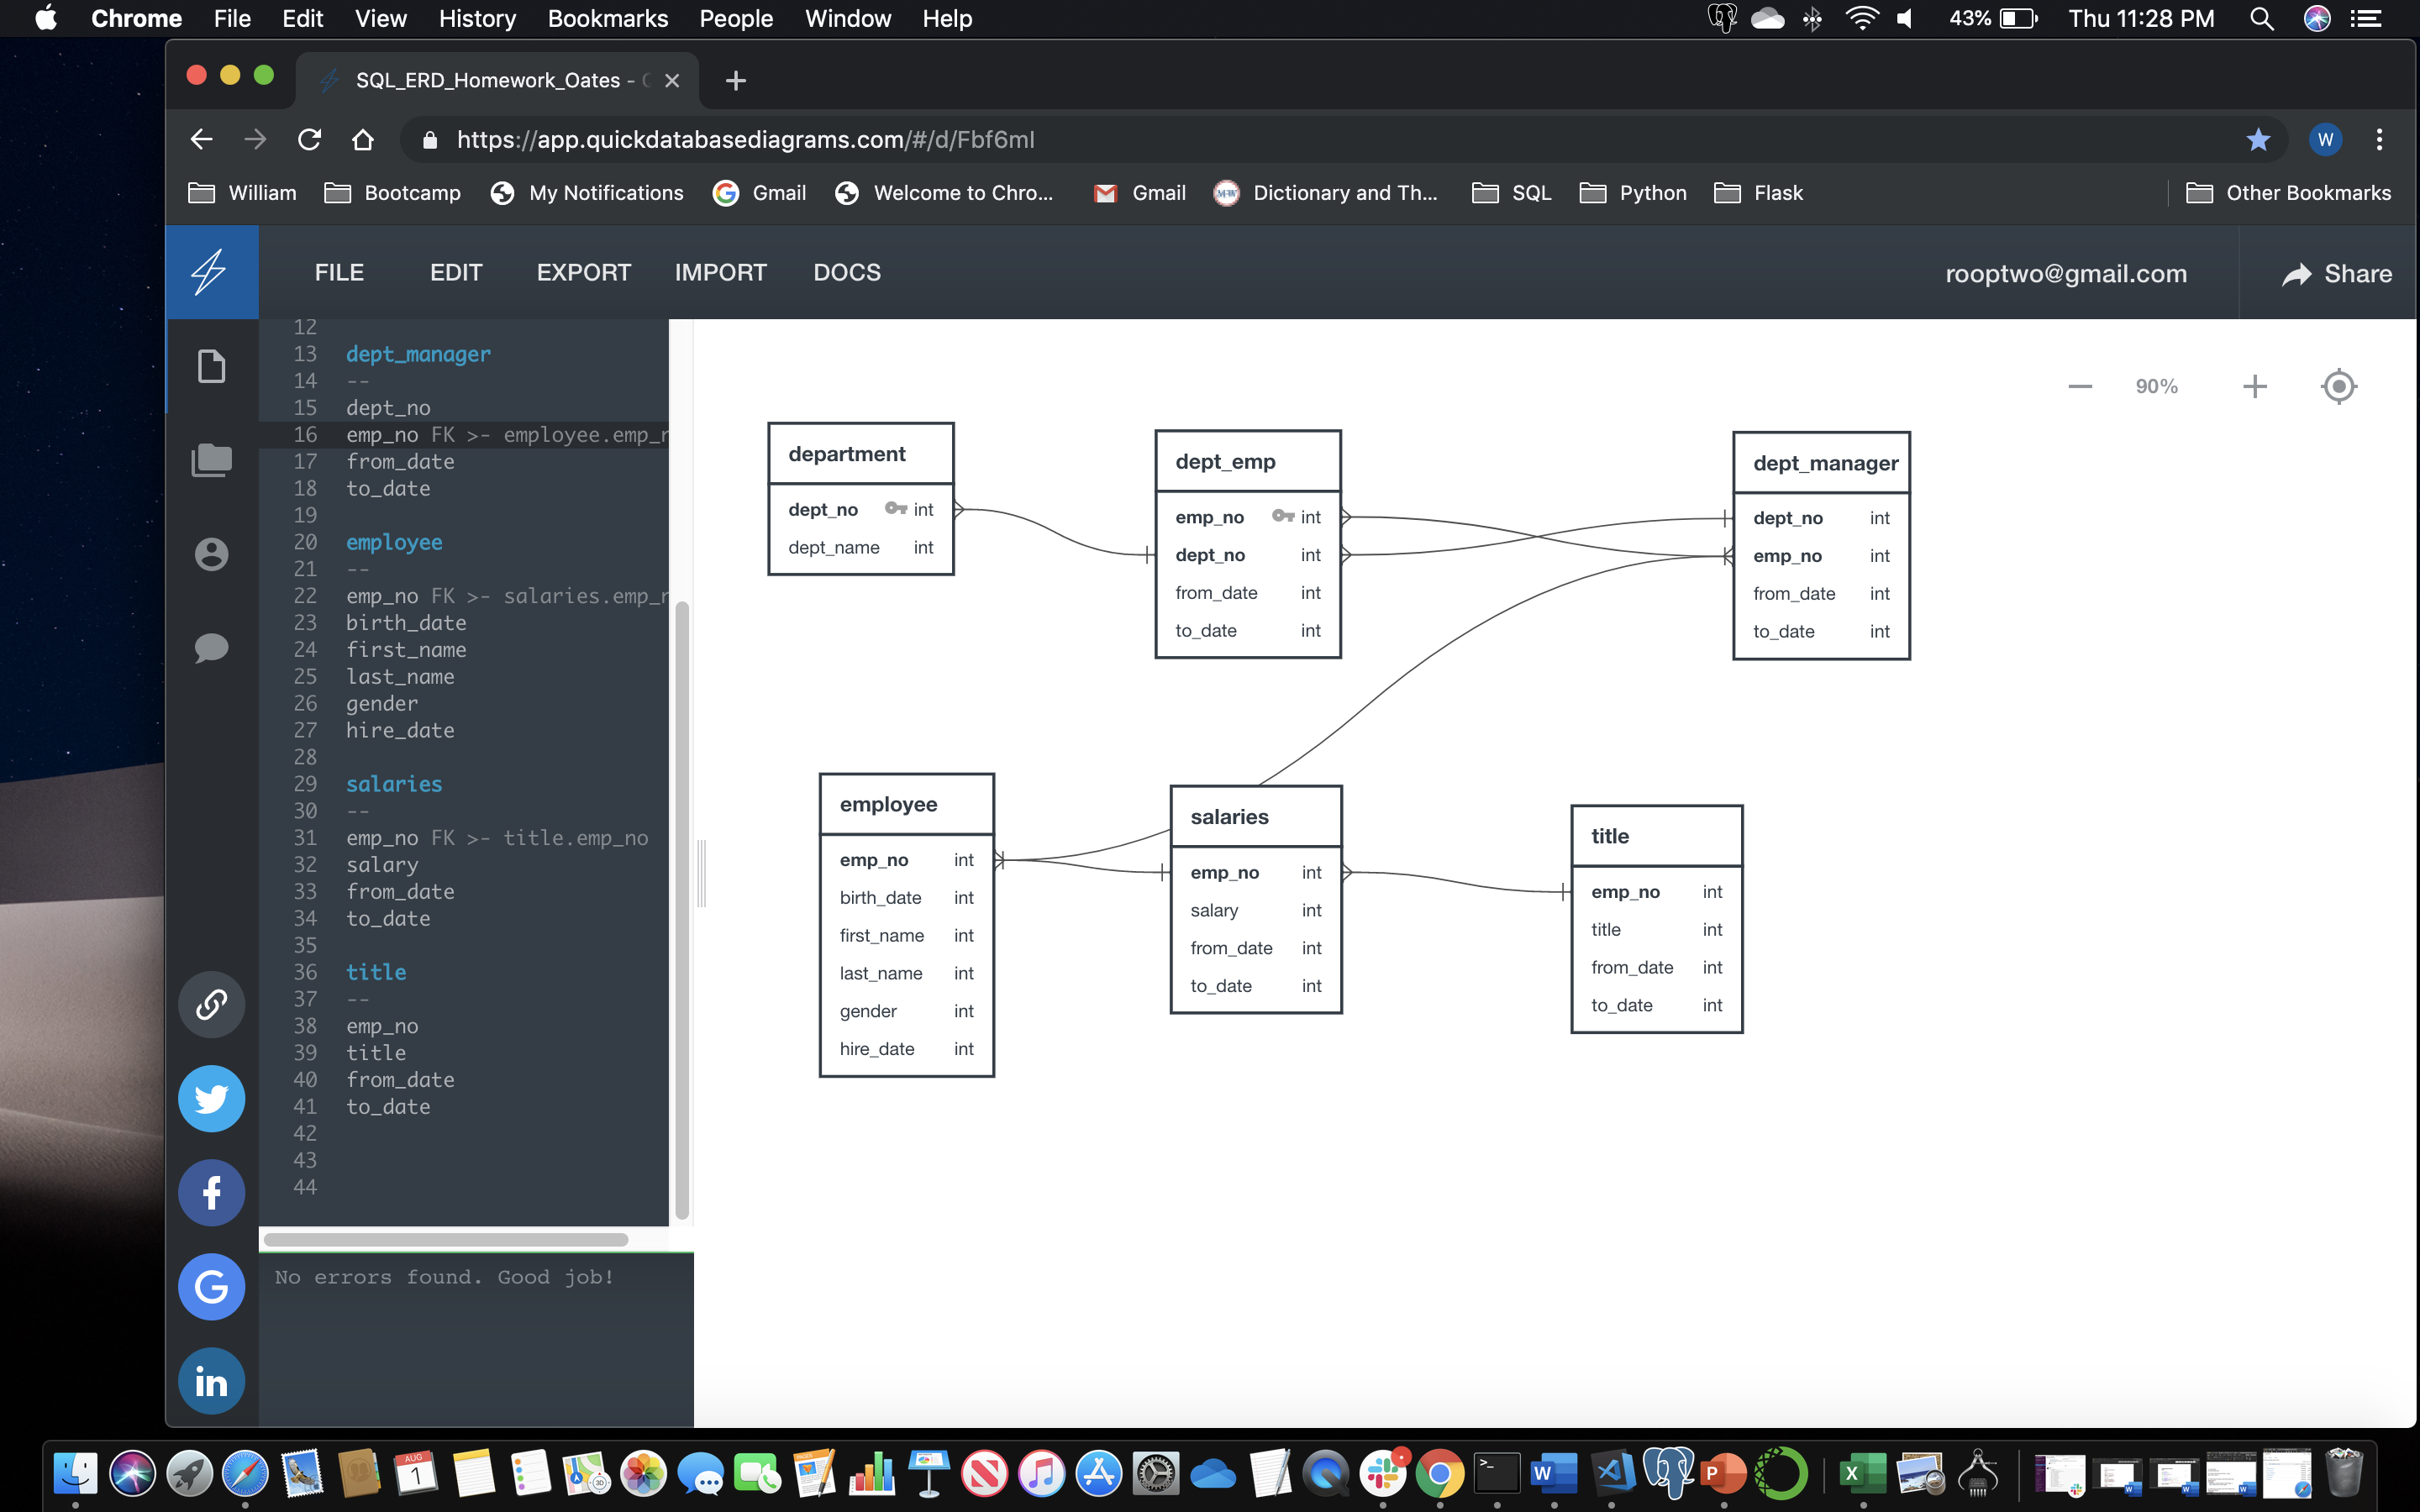 Chrome File Edit View History Bookmarks People Window Help 43% Thu 11:28 PM
SQL_ERD_Homework_Oates -
https://app.quickdatabasediagrams.com/#/d/Fbf6mI
William Bootcamp My Notifications Gmail Welcome to Chro... Gmail Dictionary and Th... SQL Python Flask Other Bookmarks
W
FILE EDIT EXPORT IMPORT DOCS rooptwo@gmail.com Share
12
13 dept_manager
14 --
15 dept_no
16 emp_no FK >- employee.emp_
17 from_date
18 to_date
19
20 employee
21 --
22 emp_no FK >- salaries.emp_
23 birth_date
24 first_name
25 last_name
26 gender
27 hire_date
28
29 salaries
30 --
31 emp_no FK >- title.emp_no
32 salary
33 from_date
34 to_date
35
36 title
37 --
38 emp_no
39 title
40 from_date
41 to_date
42
43
44
No errors found. Good job!
90%
department
dept_no int
dept_name int
dept_emp
emp_no int
dept_no int
from_date int
to_date int
dept_manager
dept_no int
emp_no int
from_date int
to_date int
employee
emp_no int
birth_date int
first_name int
last_name int
gender int
hire_date int
salaries
emp_no int
salary int
from_date int
to_date int
title
emp_no int
title int
from_date int
to_date int
AUG
1